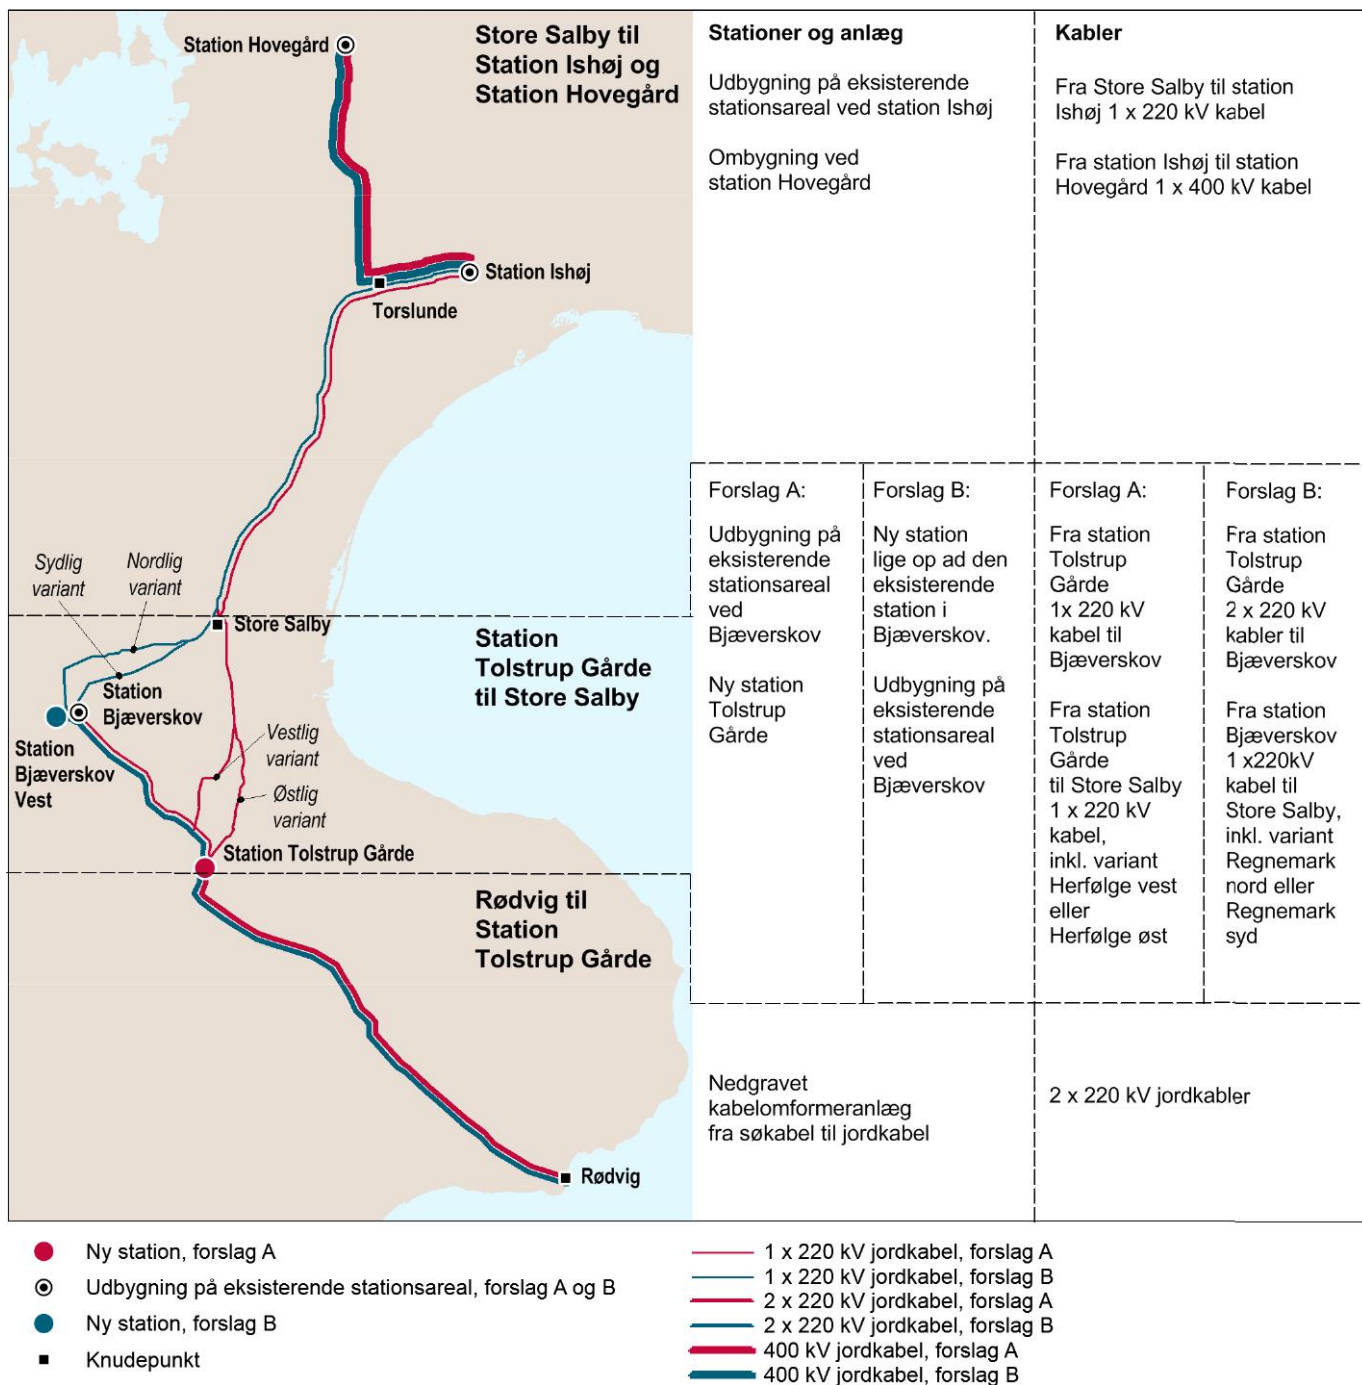 Station Hovegård
Store Salby til
Station Ishøj og
Station Hovegård
Station Ishøj
Torslunde
Sydlig
variant
Nordlig
variant
Store Salby
Station
Tolstrup Gårde
til Store Salby
Station
Bjæverskov
Station
Bjæverskov
Vest
Vestlig
variant
Østlig
variant
Station Tolstrup Gårde
Rødvig til
Station
Tolstrup Gårde
Rødvig
Stationer og anlæg
Udbygning på eksisterende
stationsareal ved station Ishøj
Ombygning ved
station Hovegård
Kabler
Fra Store Salby til station
Ishøj 1 x 220 kV kabel
Fra station Ishøj til station
Hovegård 1 x 400 kV kabel
Forslag A:
Udbygning på
eksisterende
stationsareal
ved
Bjæverskov
Ny station
Tolstrup
Gårde
Forslag B:
Ny station
lige op ad den
eksisterende
station i
Bjæverskov.
Udbygning på
eksisterende
stationsareal
ved
Bjæverskov
Forslag A:
Fra station
Tolstrup
Gårde
1x 220 kV
kabel til
Bjæverskov
Fra station
Tolstrup
Gårde
til Store Salby
1 x 220 kV
kabel,
inkl. variant
Herfølge vest
eller
Herfølge øst
Forslag B:
Fra station
Tolstrup
Gårde
2 x 220 kV
kabler til
Bjæverskov
Fra station
Bjæverskov
1 x220kV
kabel til
Store Salby,
inkl. variant
Regnemark
nord eller
Regnemark
syd
Nedgravet
kabelomformeranlæg
fra søkabel til jordkabel
2 x 220 kV jordkabler
Ny station, forslag A
Udbygning på eksisterende stationsareal, forslag A og B
Ny station, forslag B
Knudepunkt
1 x 220 kV jordkabel, forslag A
1 x 220 kV jordkabel, forslag B
2 x 220 kV jordkabel, forslag A
2 x 220 kV jordkabel, forslag B
400 kV jordkabel, forslag A
400 kV jordkabel, forslag B